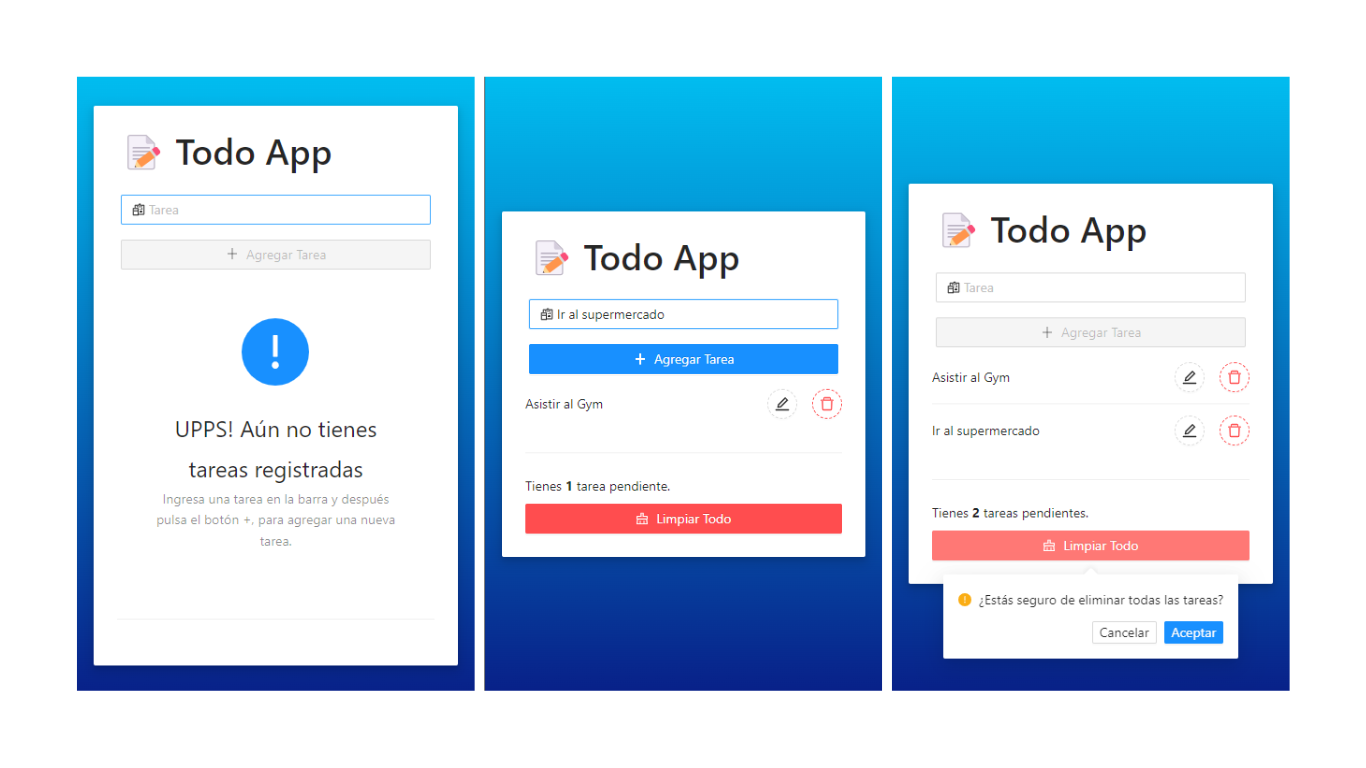 Todo App
Tarea
+ Agregar Tarea
!
UPPS! Aún no tienes
tareas registradas
Ingresa una tarea en la barra y después
pulsa el botón +, para agregar una nueva
tarea.
Todo App
Ir al supermercado
+ Agregar Tarea
Asistir al Gym
Tienes 1 tarea pendiente.
Limpiar Todo
Todo App
Tarea
+ Agregar Tarea
Asistir al Gym
Ir al supermercado
Tienes 2 tareas pendientes.
Limpiar Todo
! ¿Estás seguro de eliminar todas las tareas?
Cancelar Aceptar